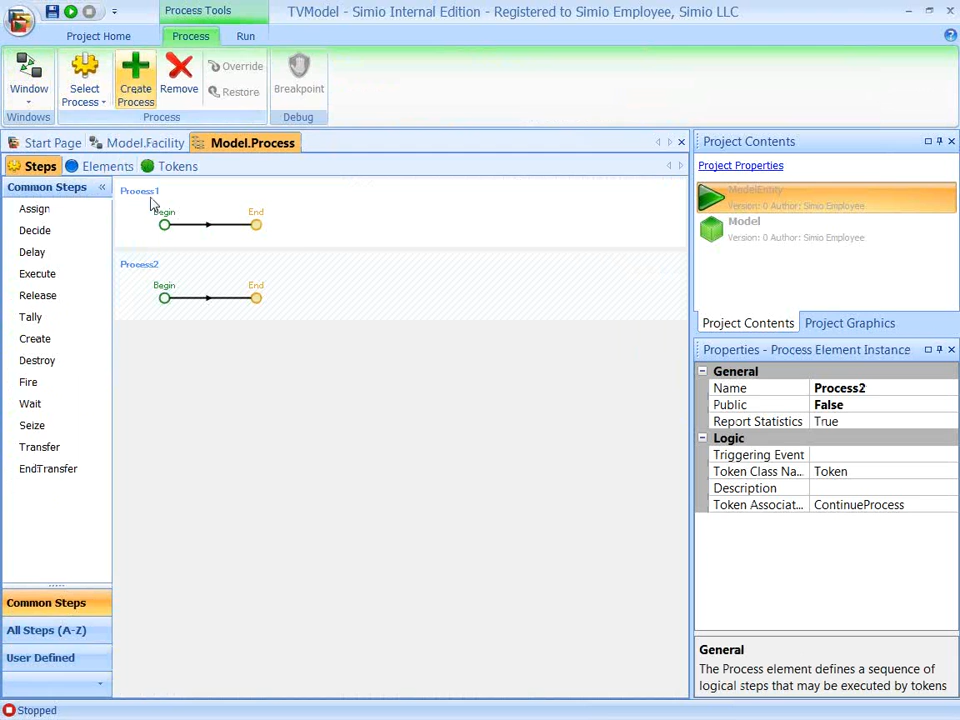 Process Tools
TVModel - Simio Internal Edition - Registered to Simio Employee, Simio LLC
Project Home
Process
Run
Window
Select Process
Create Process
Remove
Override
Restore
Breakpoint
Windows
Process
Debug
Start Page
Model.Facility
Model.Process
Steps
Elements
Tokens
Common Steps
Assign
Decide
Delay
Execute
Release
Tally
Create
Destroy
Fire
Wait
Seize
Transfer
EndTransfer
Common Steps
All Steps (A-Z)
User Defined
Process1
Begin
End
Process2
Begin
End
Project Contents
Project Properties
ModelEntity
Version: 0 Author: Simio Employee
Model
Version: 0 Author: Simio Employee
Project Contents
Project Graphics
Properties - Process Element Instance
General
Name Process2
Public False
Report Statistics True
Logic
Triggering Event
Token Class Na... Token
Description
Token Associat... ContinueProcess
General
The Process element defines a sequence of
logical steps that may be executed by tokens
Stopped